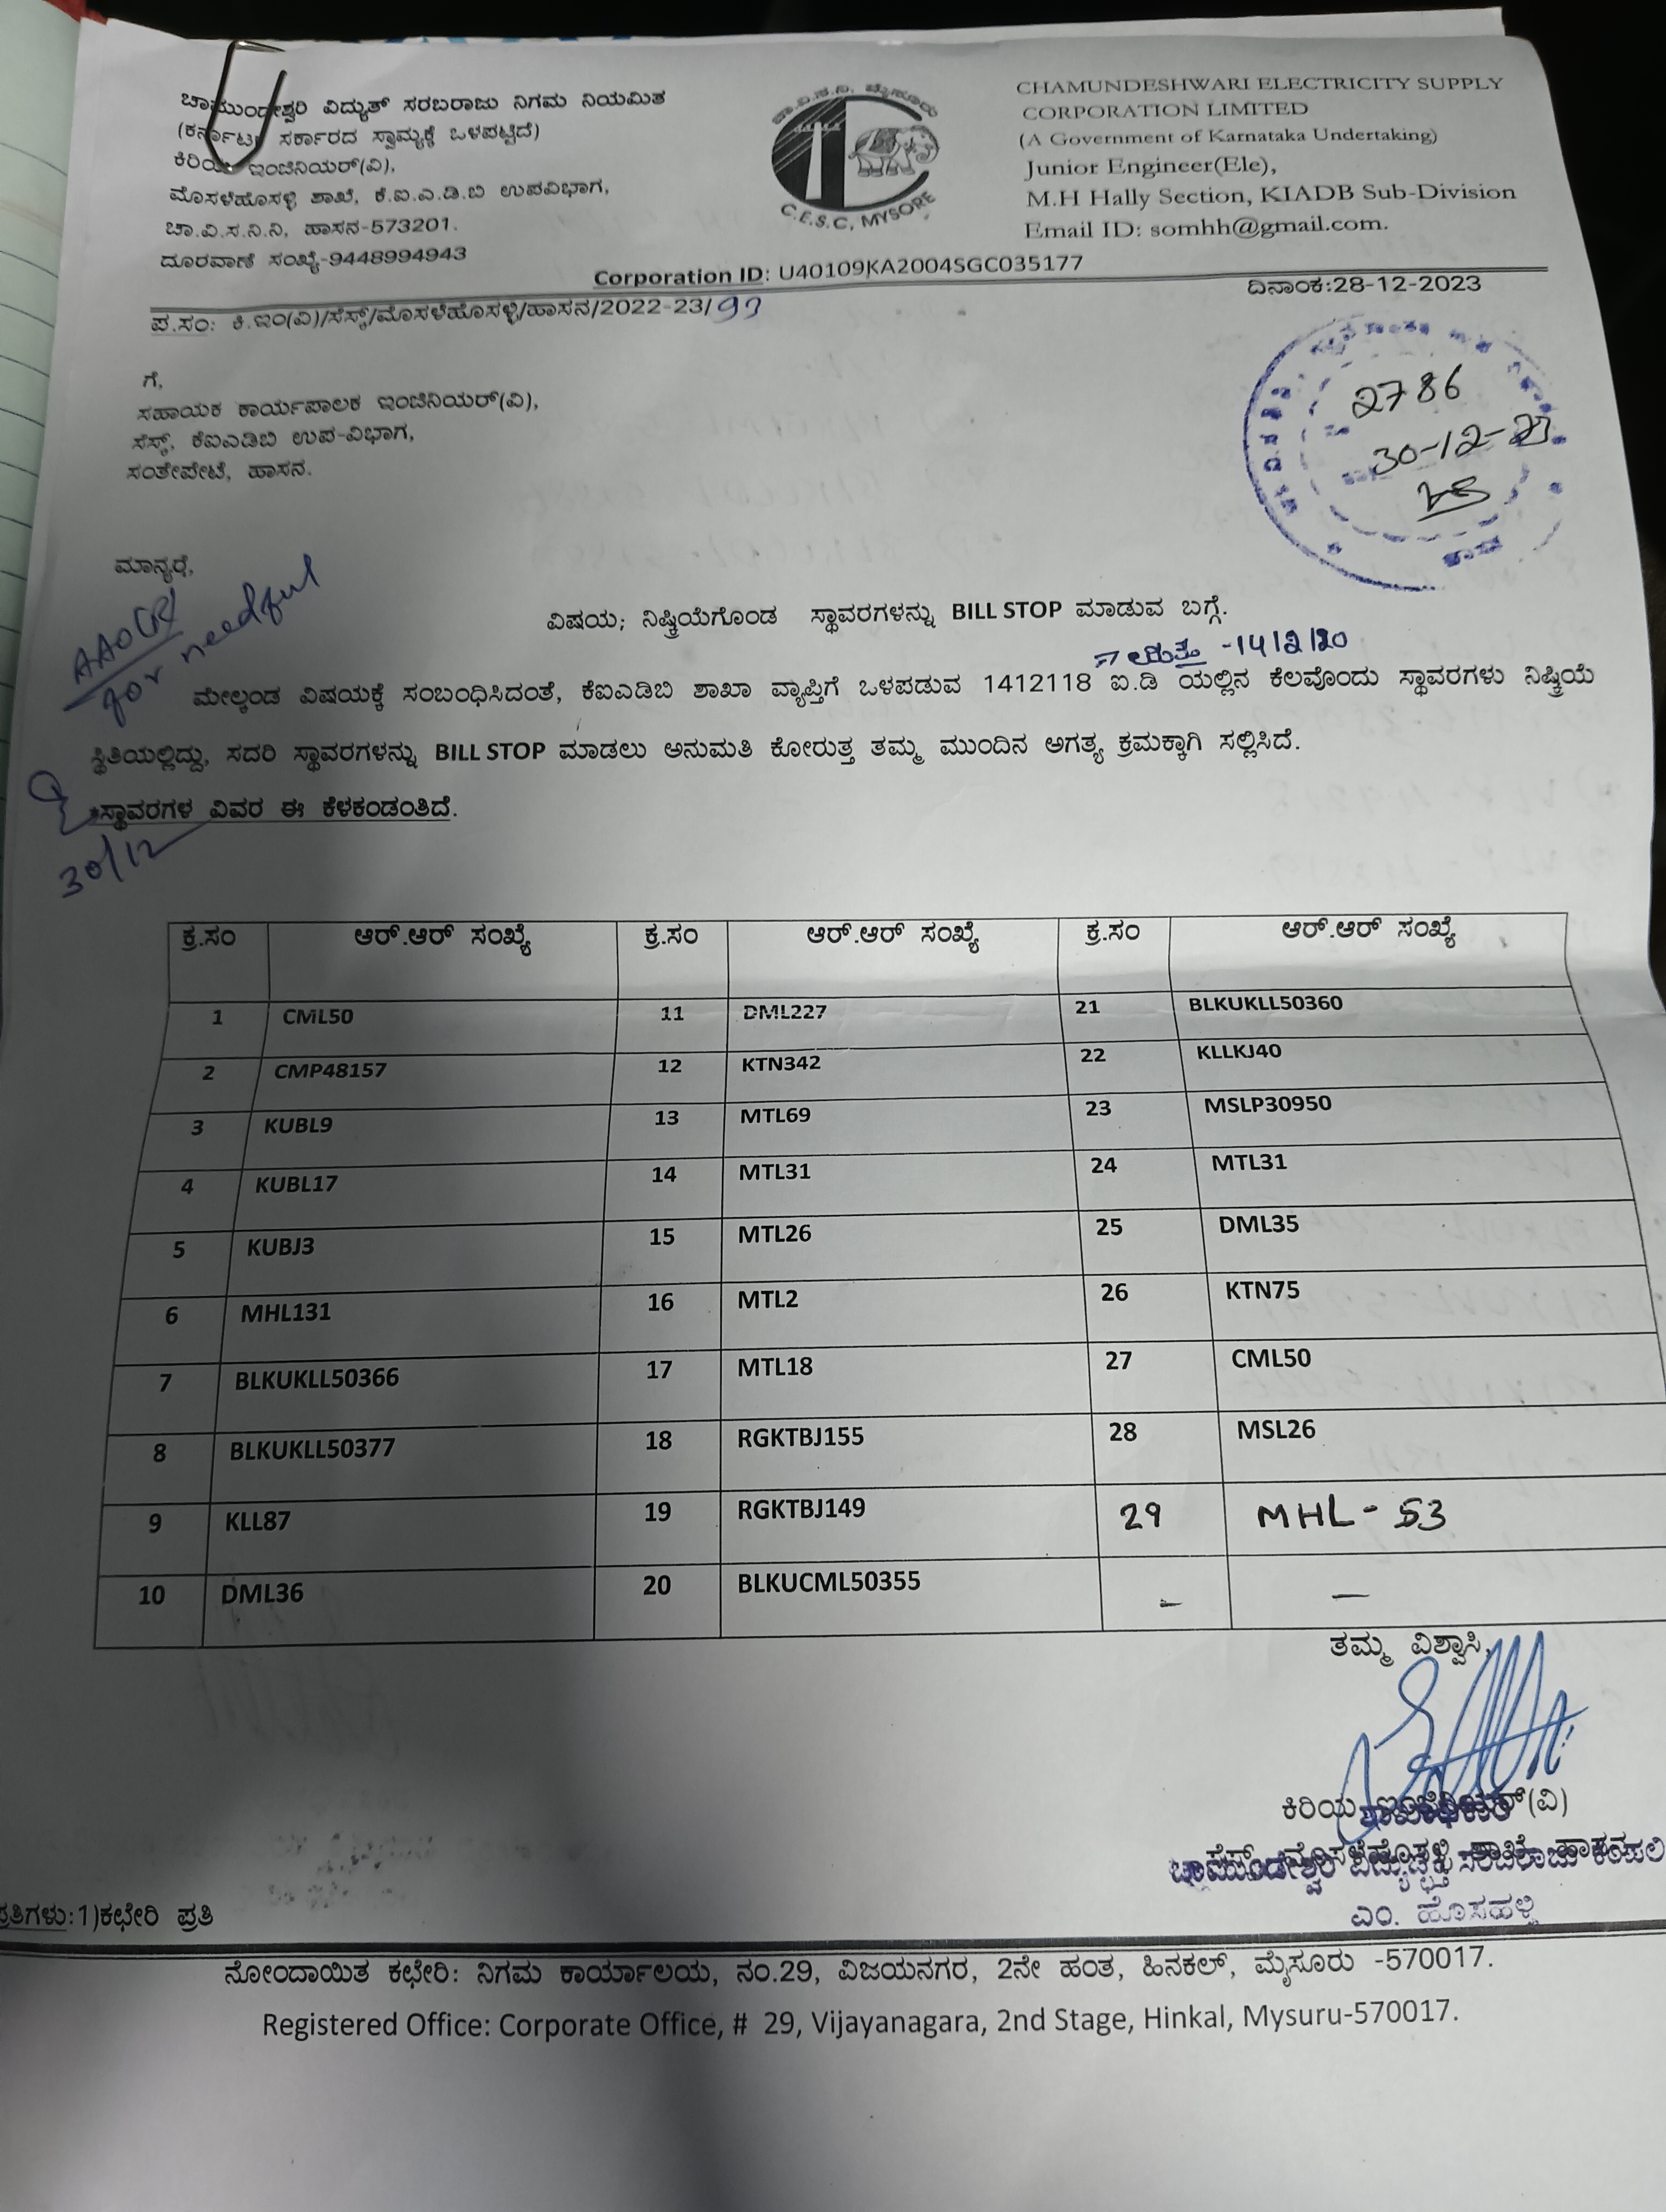 ಚಾಮುಂಡೇಶ್ವರಿ ವಿದ್ಯುತ್ ಸರಬರಾಜು ನಿಗಮ ನಿಯಮಿತ
(ಕರ್ನಾಟಕ ಸರ್ಕಾರದ ಸ್ವಾಮ್ಯಕ್ಕೆ ಒಳಪಟ್ಟಿದೆ)
ಕಿರಿಯ ಇಂಜಿನಿಯರ್(ವಿ),
ಮೊಸಳೆಹೊಸಳ್ಳಿ ಶಾಖೆ, ಕೆ.ಐ.ಎ.ಡಿ.ಬಿ ಉಪವಿಭಾಗ,
ಚಾ.ವಿ.ಸ.ನಿ.ನಿ, ಹಾಸನ-573201.
ದೂರವಾಣಿ ಸಂಖ್ಯೆ-9448994943
ಚಾ.ವಿ.ಸ.ನಿ. ಮೈಸೂರು
C.E.S.C, MYSORE
CHAMUNDESHWARI ELECTRICITY SUPPLY
CORPORATION LIMITED
(A Government of Karnataka Undertaking)
Junior Engineer(Ele),
M.H Hally Section, KIADB Sub-Division
Email ID: somhh@gmail.com.
Corporation ID: U40109KA2004SGC035177
ಪ.ಸಂ: ಕಿ.ಇಂ(ವಿ)/ಸೆಸ್ಕ್/ಮೊಸಳೆಹೊಸಳ್ಳಿ/ಹಾಸನ/2022-23/99
ದಿನಾಂಕ:28-12-2023
2786
30-12-23
ಗೆ,
ಸಹಾಯಕ ಕಾರ್ಯಪಾಲಕ ಇಂಜಿನಿಯರ್(ವಿ),
ಸೆಸ್ಕ್, ಕೆಐಎಡಿಬಿ ಉಪ-ವಿಭಾಗ,
ಸಂತೇಪೇಟೆ, ಹಾಸನ.
ಮಾನ್ಯರೆ,
for needful
ವಿಷಯ; ನಿಷ್ಕ್ರಿಯೆಗೊಂಡ ಸ್ಥಾವರಗಳನ್ನು BILL STOP ಮಾಡುವ ಬಗ್ಗೆ.
ಮತ್ತು -1412120
ಮೇಲ್ಕಂಡ ವಿಷಯಕ್ಕೆ ಸಂಬಂಧಿಸಿದಂತೆ, ಕೆಐಎಡಿಬಿ ಶಾಖಾ ವ್ಯಾಪ್ತಿಗೆ ಒಳಪಡುವ 1412118 ಐ.ಡಿ ಯಲ್ಲಿನ ಕೆಲವೊಂದು ಸ್ಥಾವರಗಳು ನಿಷ್ಕ್ರಿಯೆ
ಸ್ಥಿತಿಯಲ್ಲಿದ್ದು, ಸದರಿ ಸ್ಥಾವರಗಳನ್ನು BILL STOP ಮಾಡಲು ಅನುಮತಿ ಕೋರುತ್ತ ತಮ್ಮ ಮುಂದಿನ ಅಗತ್ಯ ಕ್ರಮಕ್ಕಾಗಿ ಸಲ್ಲಿಸಿದೆ.
ಸ್ಥಾವರಗಳ ವಿವರ ಈ ಕೆಳಕಂಡಂತಿದೆ.
30/12
ಕ್ರ.ಸಂ ಆರ್.ಆರ್ ಸಂಖ್ಯೆ ಕ್ರ.ಸಂ ಆರ್.ಆರ್ ಸಂಖ್ಯೆ ಕ್ರ.ಸಂ ಆರ್.ಆರ್ ಸಂಖ್ಯೆ
1 CML50 11 DML227 21 BLKUKLL50360
2 CMP48157 12 KTN342 22 KLLKJ40
3 KUBL9 13 MTL69 23 MSLP30950
4 KUBL17 14 MTL31 24 MTL31
5 KUBJ3 15 MTL26 25 DML35
6 MHL131 16 MTL2 26 KTN75
7 BLKUKLL50366 17 MTL18 27 CML50
8 BLKUKLL50377 18 RGKTBJ155 28 MSL26
9 KLL87 19 RGKTBJ149 29 MHL-53
10 DML36 20 BLKUCML50355 - —
ತಮ್ಮ ವಿಶ್ವಾಸಿ,
ಕಿರಿಯ ಇಂಜಿನಿಯರ್(ವಿ)
ಎಂ. ಹೊಸಹಳ್ಳಿ
ಪ್ರತಿಗಳು:1)ಕಛೇರಿ ಪ್ರತಿ
ನೋಂದಾಯಿತ ಕಛೇರಿ: ನಿಗಮ ಕಾರ್ಯಾಲಯ, ನಂ.29, ವಿಜಯನಗರ, 2ನೇ ಹಂತ, ಹಿನಕಲ್, ಮೈಸೂರು -570017.
Registered Office: Corporate Office, # 29, Vijayanagara, 2nd Stage, Hinkal, Mysuru-570017.